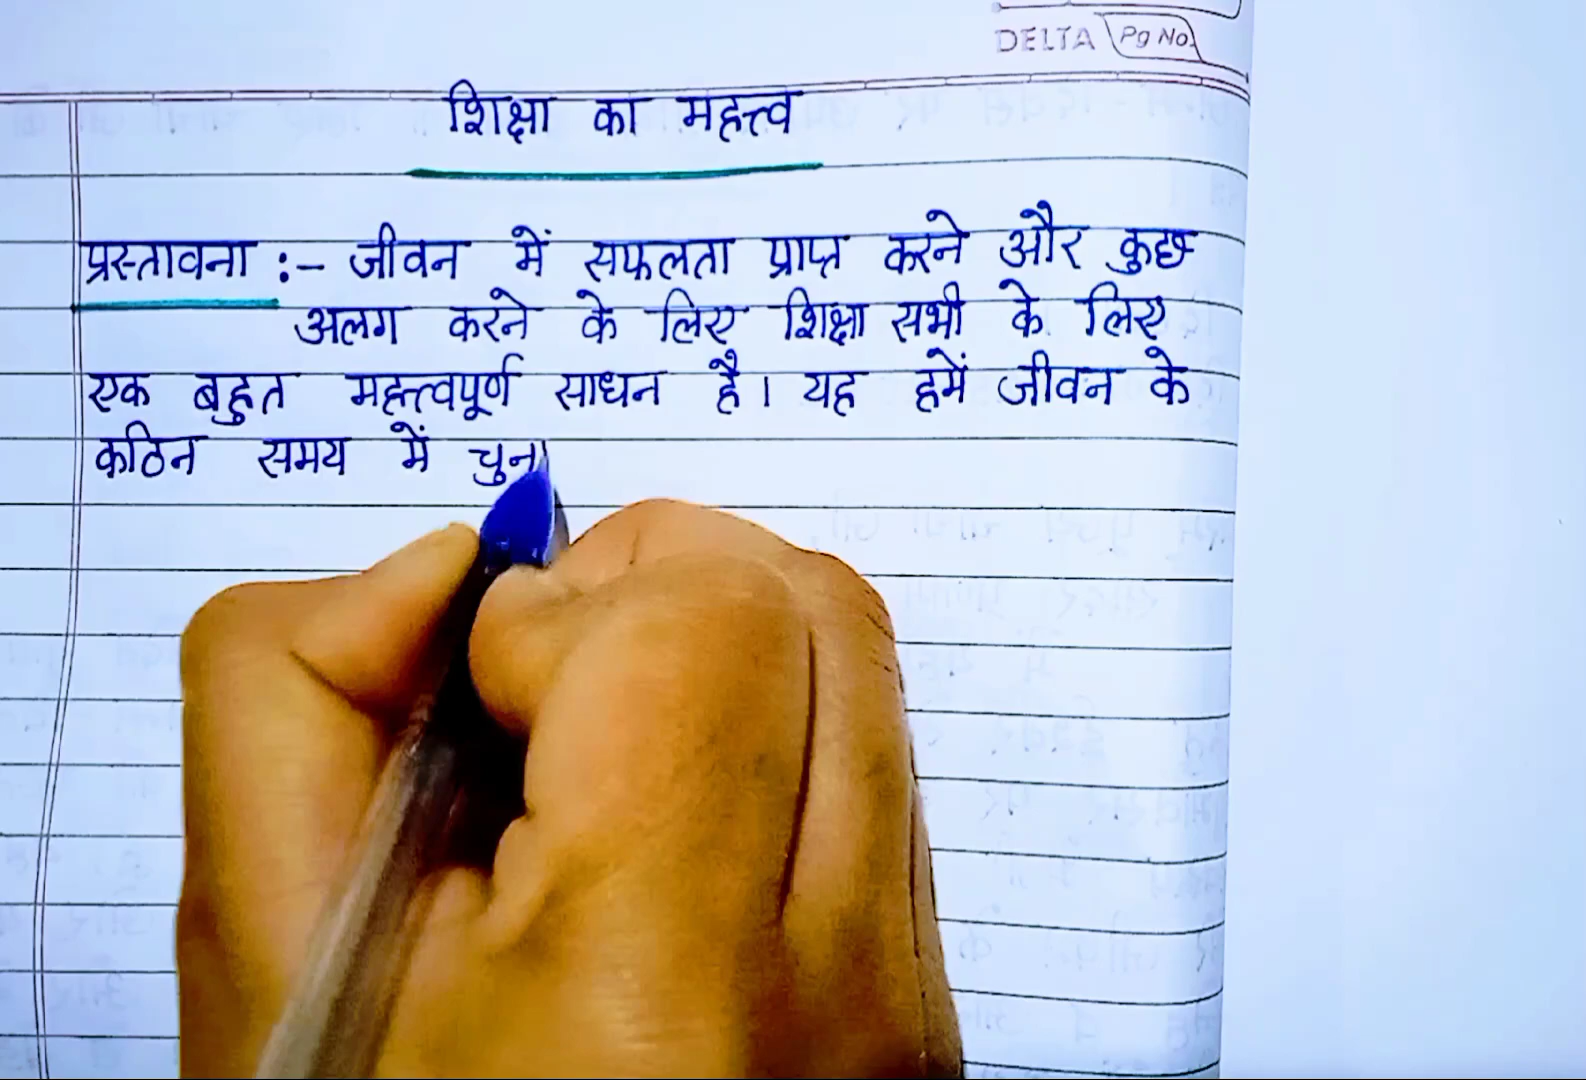 DELTA Pg No.
शिक्षा का महत्त्व
प्रस्तावना :- जीवन में सफलता प्राप्त करने और कुछ
अलग करने के लिए शिक्षा सभी के लिए
एक बहुत महत्त्वपूर्ण साधन है। यह हमें जीवन के
कठिन समय में चुना